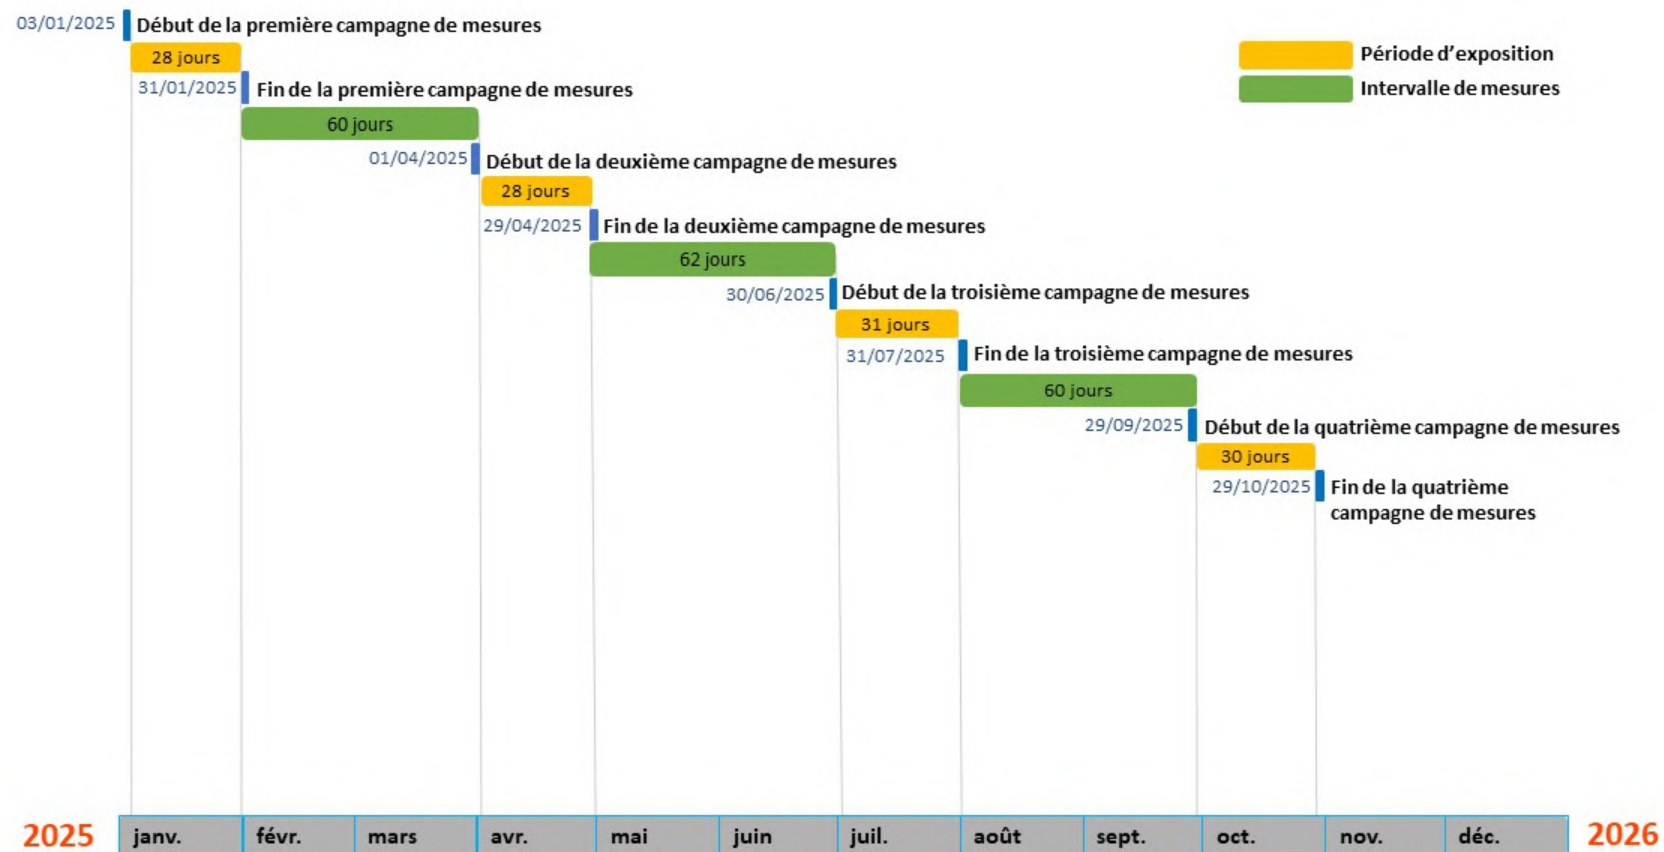 03/01/2025 Début de la première campagne de mesures
28 jours
Période d'exposition
31/01/2025 Fin de la première campagne de mesures
Intervalle de mesures
60 jours
01/04/2025 Début de la deuxième campagne de mesures
28 jours
29/04/2025 Fin de la deuxième campagne de mesures
62 jours
30/06/2025 Début de la troisième campagne de mesures
31 jours
31/07/2025 Fin de la troisième campagne de mesures
60 jours
29/09/2025 Début de la quatrième campagne de mesures
30 jours
29/10/2025 Fin de la quatrième
campagne de mesures
2025 janv. févr. mars avr. mai juin juil. août sept. oct. nov. déc. 2026